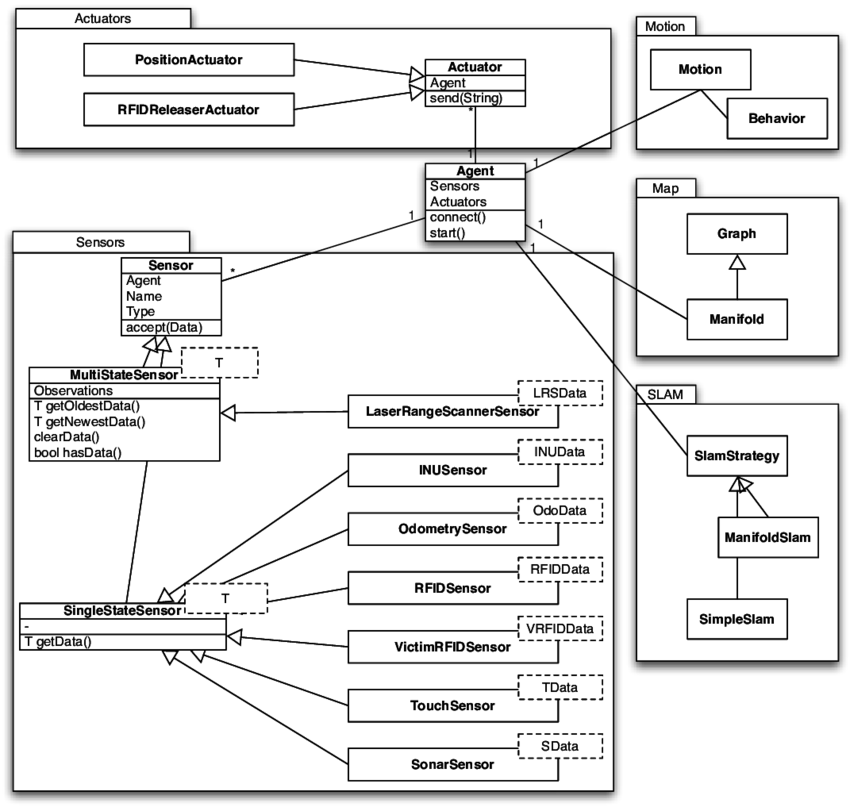 Actuators
PositionActuator
RFIDReleaserActuator
Actuator
Agent
send(String)
*
1
Motion
Motion
Behavior
1
Agent
Sensors
Actuators
connect()
start()
1
1
1
Map
Graph
Manifold
Sensors
Sensor
Agent
Name
Type
accept(Data)
*
T
MultiStateSensor
Observations
T getOldestData()
T getNewestData()
clearData()
bool hasData()
LRSData
LaserRangeScannerSensor
INUData
INUSensor
OdoData
OdometrySensor
RFIDData
RFIDSensor
T
SingleStateSensor
-
T getData()
VRFIDData
VictimRFIDSensor
TData
TouchSensor
SData
SonarSensor
SLAM
SlamStrategy
ManifoldSlam
SimpleSlam